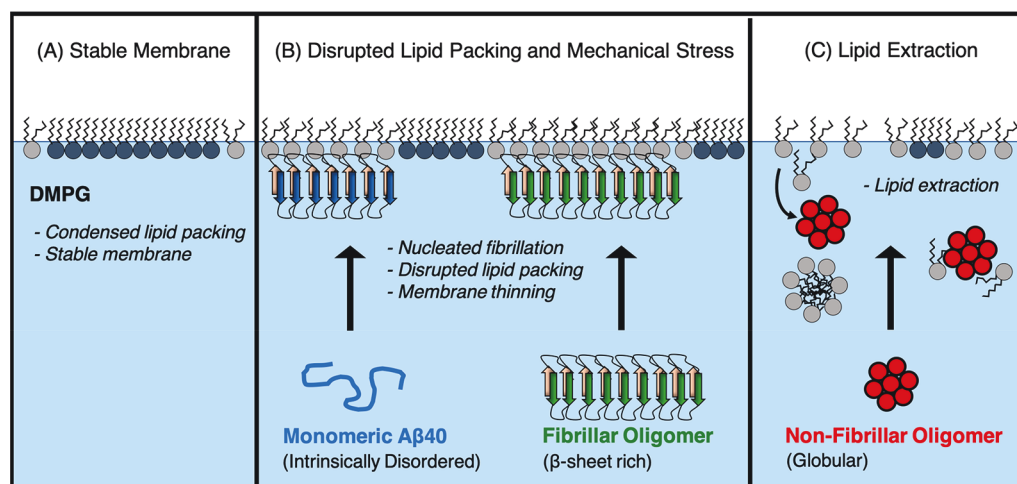 (A) Stable Membrane
(B) Disrupted Lipid Packing and Mechanical Stress
(C) Lipid Extraction
DMPG
- Condensed lipid packing
- Stable membrane
- Nucleated fibrillation
- Disrupted lipid packing
- Membrane thinning
- Lipid extraction
Monomeric Aβ40
(Intrinsically Disordered)
Fibrillar Oligomer
(β-sheet rich)
Non-Fibrillar Oligomer
(Globular)